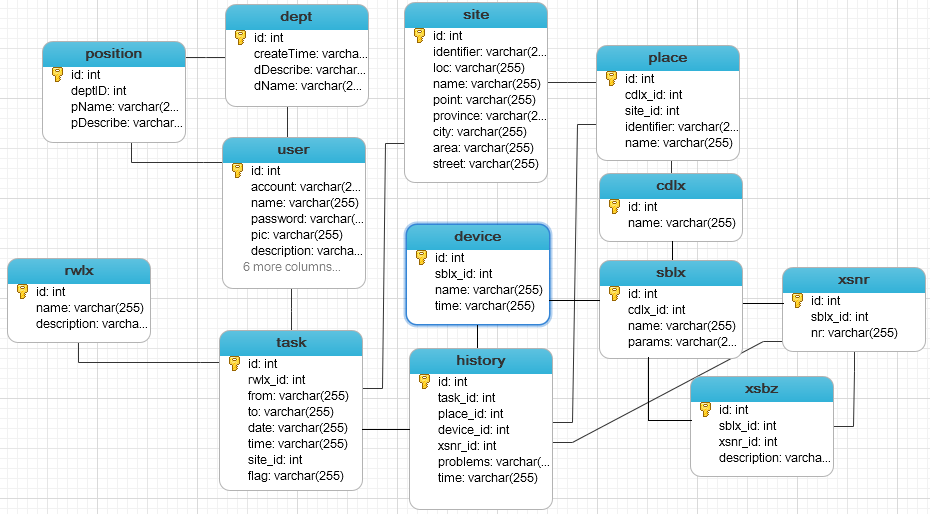 dept
id: int
createTime: varcha...
dDescribe: varchar...
dName: varchar(2...
site
id: int
identifier: varchar(2...
loc: varchar(255)
name: varchar(255)
point: varchar(255)
province: varchar(2...
city: varchar(255)
area: varchar(255)
street: varchar(255)
position
id: int
deptID: int
pName: varchar(2...
pDescribe: varchar...
place
id: int
cdlx_id: int
site_id: int
identifier: varchar(2...
name: varchar(255)
user
id: int
account: varchar(2...
name: varchar(255)
password: varchar(...
pic: varchar(255)
description: varcha...
6 more columns...
cdlx
id: int
name: varchar(255)
device
id: int
sblx_id: int
name: varchar(255)
time: varchar(255)
rwlx
id: int
name: varchar(255)
description: varcha...
sblx
id: int
cdlx_id: int
name: varchar(255)
params: varchar(2...
xsnr
id: int
sblx_id: int
nr: varchar(255)
task
id: int
rwlx_id: int
from: varchar(255)
to: varchar(255)
date: varchar(255)
time: varchar(255)
site_id: int
flag: varchar(255)
history
id: int
task_id: int
place_id: int
device_id: int
xsnr_id: int
problems: varchar(...
time: varchar(255)
xsbz
id: int
sblx_id: int
xsnr_id: int
description: varcha...